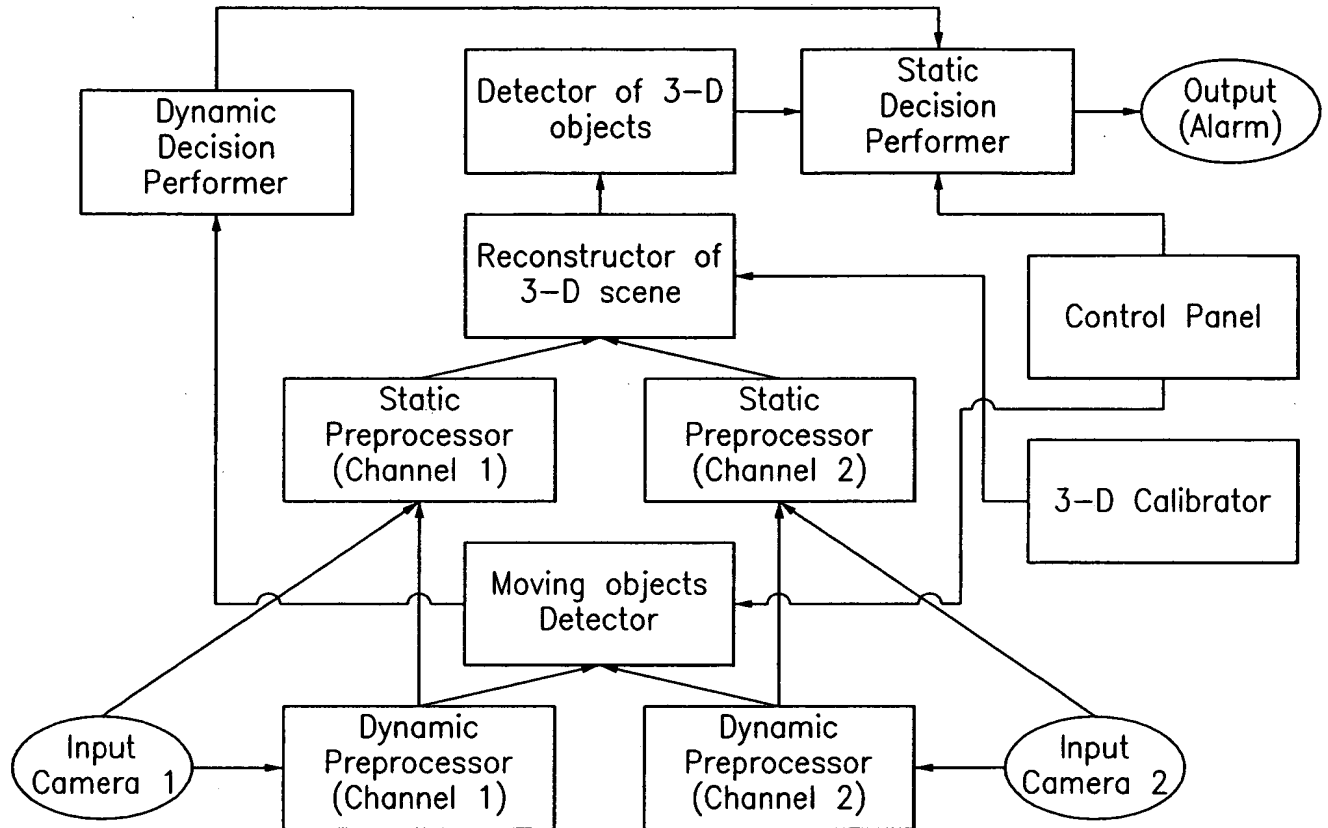 Dynamic
Decision
Performer
Detector of 3-D
objects
Static
Decision
Performer
Output
(Alarm)
Reconstructor of
3-D scene
Control Panel
Static
Preprocessor
(Channel 1)
Static
Preprocessor
(Channel 2)
3-D Calibrator
Moving objects
Detector
Input
Camera 1
Dynamic
Preprocessor
(Channel 1)
Dynamic
Preprocessor
(Channel 2)
Input
Camera 2